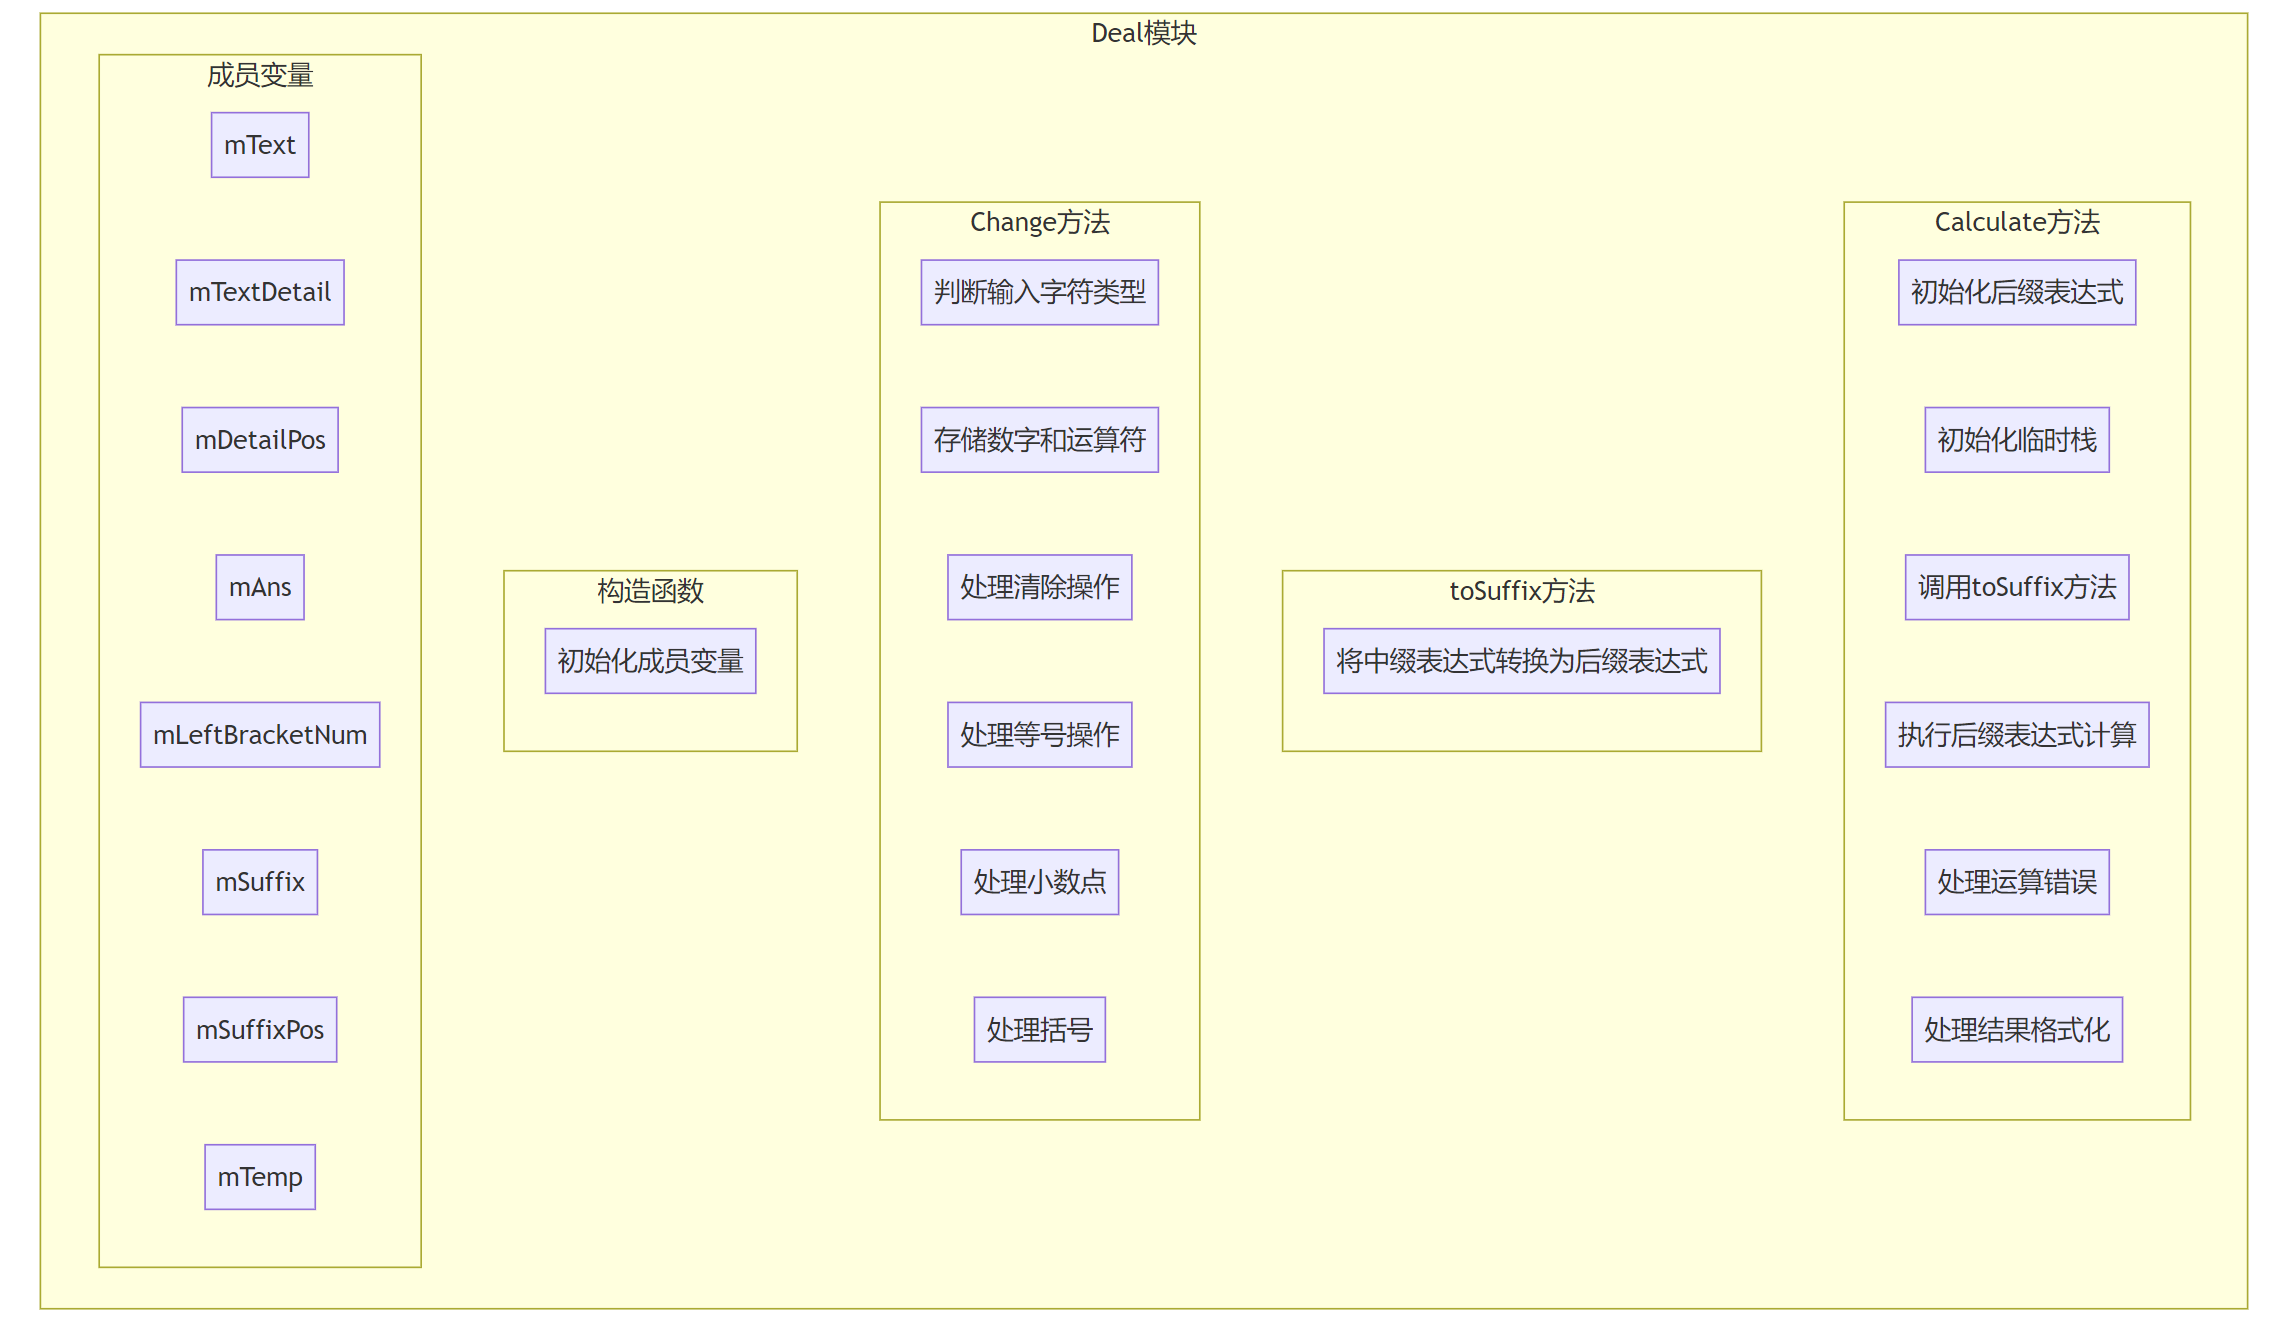 Deal模块
成员变量
mText
mTextDetail
mDetailPos
mAns
mLeftBracketNum
mSuffix
mSuffixPos
mTemp
构造函数
初始化成员变量
Change方法
判断输入字符类型
存储数字和运算符
处理清除操作
处理等号操作
处理小数点
处理括号
toSuffix方法
将中缀表达式转换为后缀表达式
Calculate方法
初始化后缀表达式
初始化临时栈
调用toSuffix方法
执行后缀表达式计算
处理运算错误
处理结果格式化